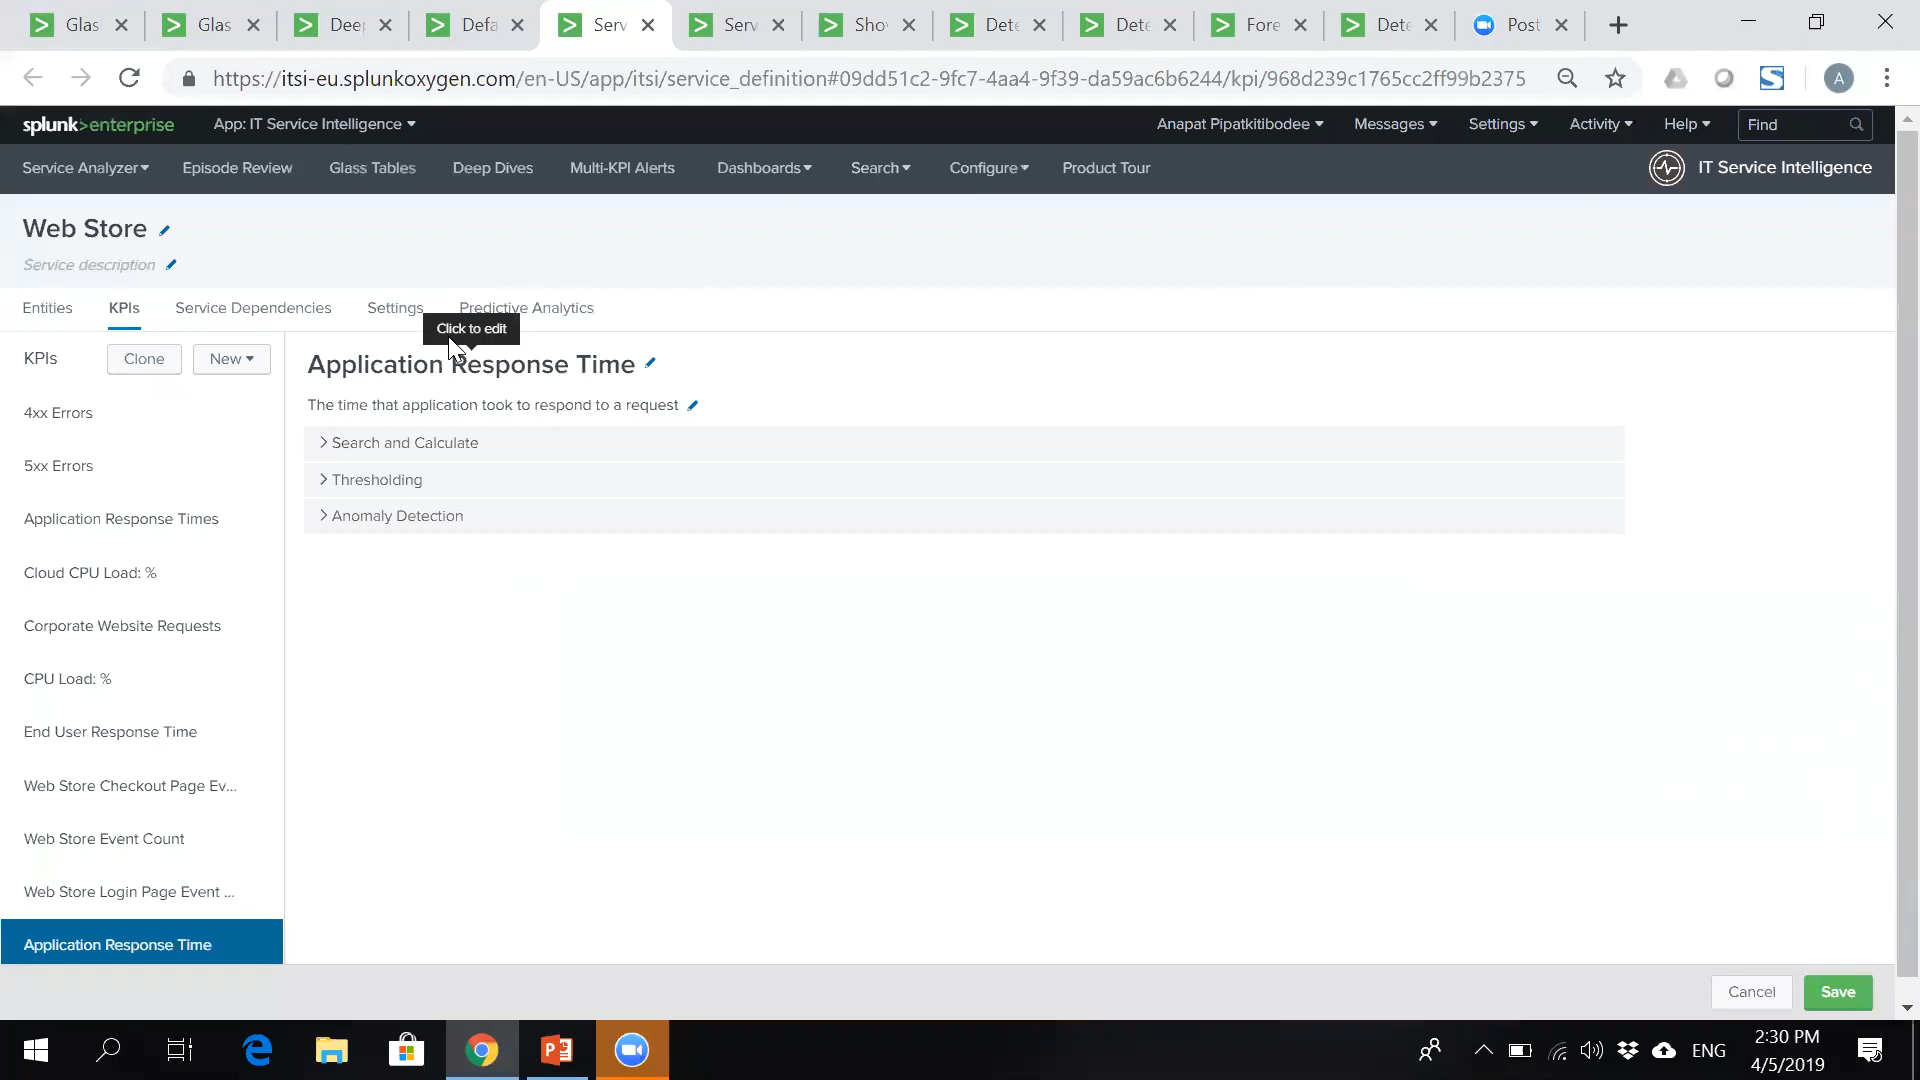 Glas
Glas
Deep
Defa
Serv
Serv
Sho
Dete
Dete
Fore
Dete
Post
https://itsi-eu.splunkoxygen.com/en-US/app/itsi/service_definition#09dd51c2-9fc7-4aa4-9f39-da59ac6b6244/kpi/968d239c1765cc2ff99b2375
A
splunk>enterprise
App: IT Service Intelligence
Anapat Pipatkitibodee
Messages
Settings
Activity
Help
Find
Service Analyzer
Episode Review
Glass Tables
Deep Dives
Multi-KPI Alerts
Dashboards
Search
Configure
Product Tour
IT Service Intelligence
Web Store
Service description
Entities
KPIs
Service Dependencies
Settings
Predictive Analytics
Click to edit
KPIs
Clone
New
4xx Errors
5xx Errors
Application Response Times
Cloud CPU Load: %
Corporate Website Requests
CPU Load: %
End User Response Time
Web Store Checkout Page Ev...
Web Store Event Count
Web Store Login Page Event ...
Application Response Time
Application Response Time
The time that application took to respond to a request
Search and Calculate
Thresholding
Anomaly Detection
Cancel
Save
ENG
2:30 PM
4/5/2019